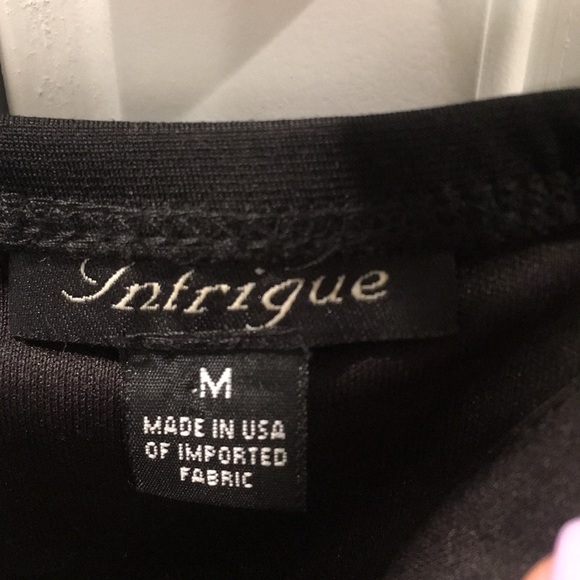 Intrigue
M
MADE IN USA
OF IMPORTED
FABRIC